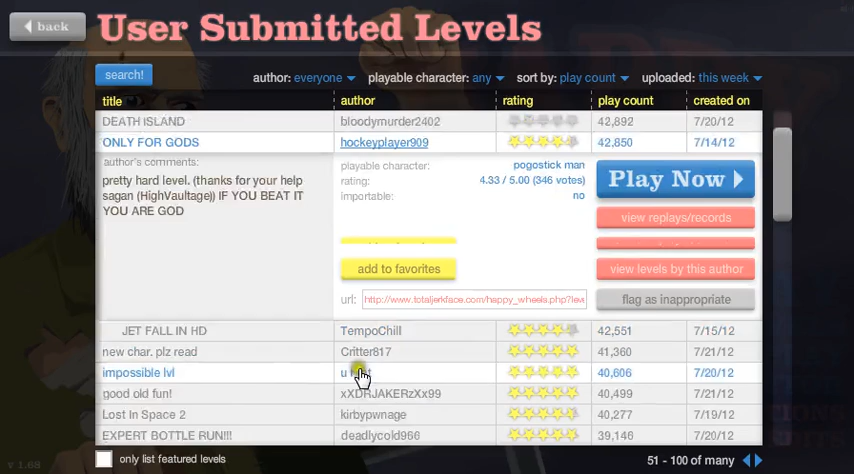 back
User Submitted Levels
search!
author: everyone playable character: any sort by: play count uploaded: this week
title author rating play count created on
DEATH ISLAND bloodymurder2402 42,892 7/20/12
ONLY FOR GODS hockeyplayer909 42,850 7/14/12
author's comments:
pretty hard level. (thanks for your help
sagan (HighVaultage)) IF YOU BEAT IT
YOU ARE GOD
playable character: pogostick man
rating: 4.33 / 5.00 (346 votes)
importable: no
Play Now
view replays/records
add to favorites
view levels by this author
url: http://www.totaljerkface.com/happy_wheels.php?lev
flag as inappropriate
JET FALL IN HD TempoChill 42,551 7/15/12
new char. plz read Critter817 41,360 7/21/12
impossible lvl u 40,606 7/20/12
good old fun! xXDRJAKERzXx99 40,499 7/21/12
Lost In Space 2 kirbypwnage 40,277 7/19/12
EXPERT BOTTLE RUN!!! deadlycold966 39,146 7/20/12
only list featured levels
51 - 100 of many
v 1.68